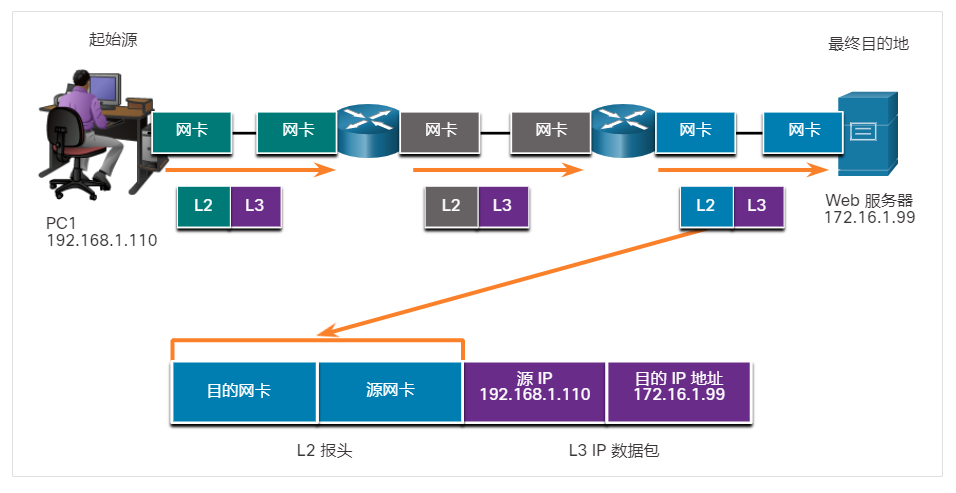 起始源
最终目的地
网卡
网卡
网卡
网卡
网卡
网卡
L2
L3
L2
L3
L2
L3
PC1
192.168.1.110
Web 服务器
172.16.1.99
目的网卡
源网卡
源 IP
192.168.1.110
目的 IP 地址
172.16.1.99
L2 报头
L3 IP 数据包